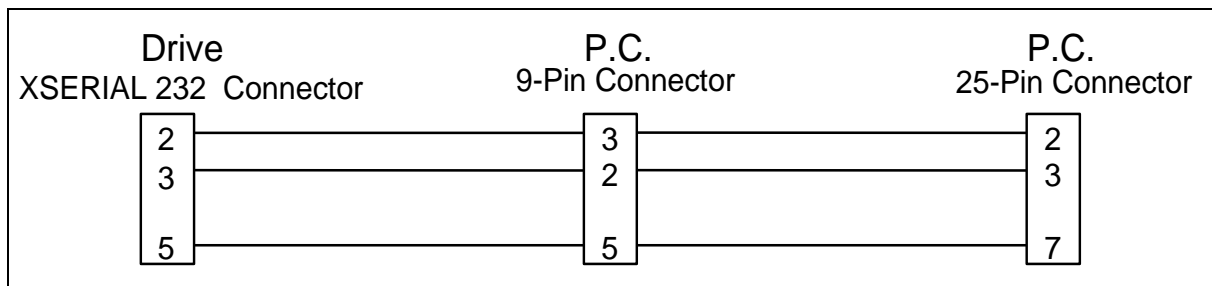 Drive P.C. P.C.
XSERIAL 232 Connector 9-Pin Connector 25-Pin Connector
2 3 2
3 2 3
5 5 7